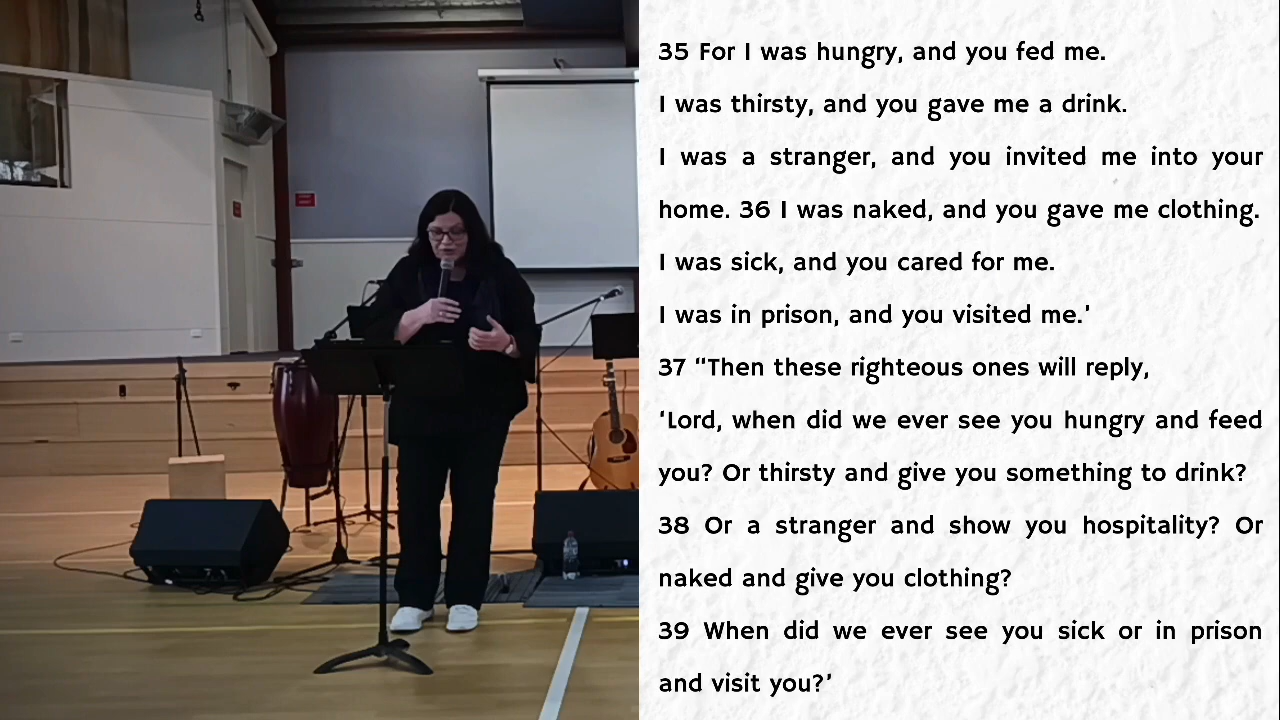 35 For I was hungry, and you fed me.
I was thirsty, and you gave me a drink.
I was a stranger, and you invited me into your
home. 36 I was naked, and you gave me clothing.
I was sick, and you cared for me.
I was in prison, and you visited me.’
37 “Then these righteous ones will reply,
‘Lord, when did we ever see you hungry and feed
you? Or thirsty and give you something to drink?
38 Or a stranger and show you hospitality? Or
naked and give you clothing?
39 When did we ever see you sick or in prison
and visit you?’